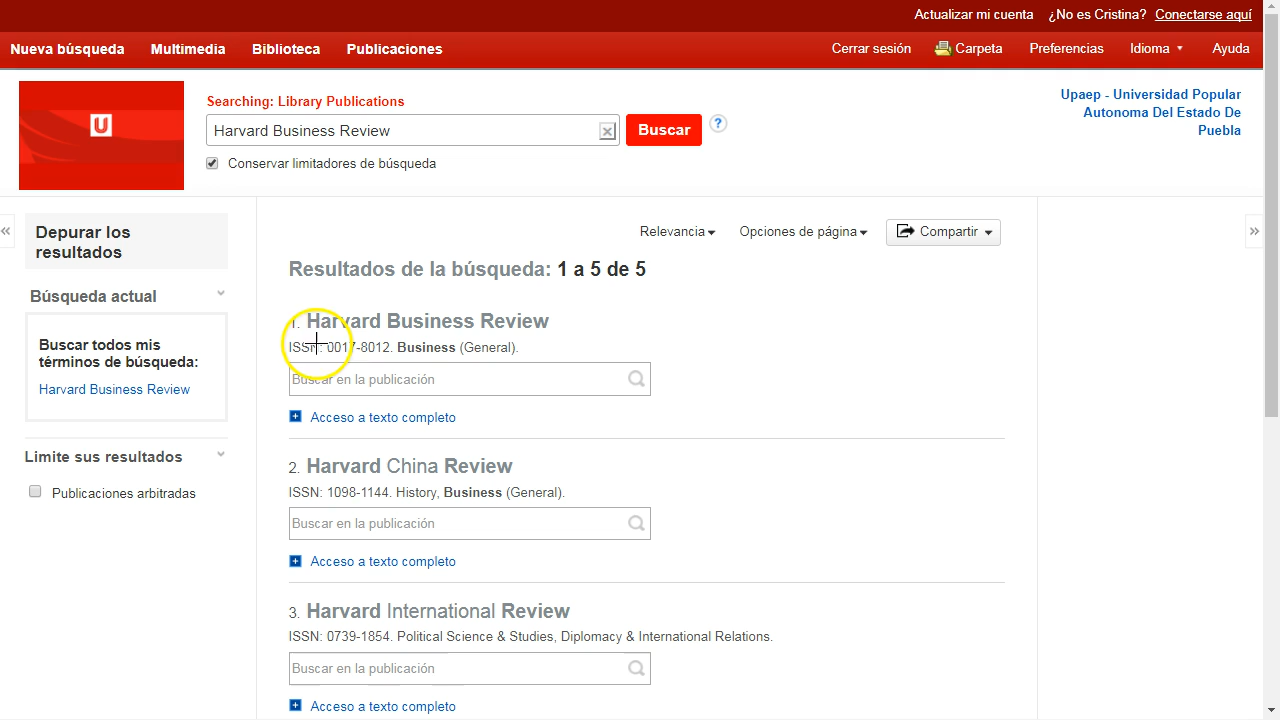 Actualizar mi cuenta ¿No es Cristina? Conectarse aquí
Nueva búsqueda Multimedia Biblioteca Publicaciones Cerrar sesión Carpeta Preferencias Idioma Ayuda
U
Searching: Library Publications
Harvard Business Review
Buscar
?
Conservar limitadores de búsqueda
Upaep - Universidad Popular
Autonoma Del Estado De
Puebla
Depurar los
resultados
Búsqueda actual
Buscar todos mis
términos de búsqueda:
Harvard Business Review
Limite sus resultados
Publicaciones arbitradas
Relevancia Opciones de página Compartir
Resultados de la búsqueda: 1 a 5 de 5
1. Harvard Business Review
ISSN: 0017-8012. Business (General).
Buscar en la publicación
Acceso a texto completo
2. Harvard China Review
ISSN: 1098-1144. History, Business (General).
Buscar en la publicación
Acceso a texto completo
3. Harvard International Review
ISSN: 0739-1854. Political Science & Studies, Diplomacy & International Relations.
Buscar en la publicación
Acceso a texto completo